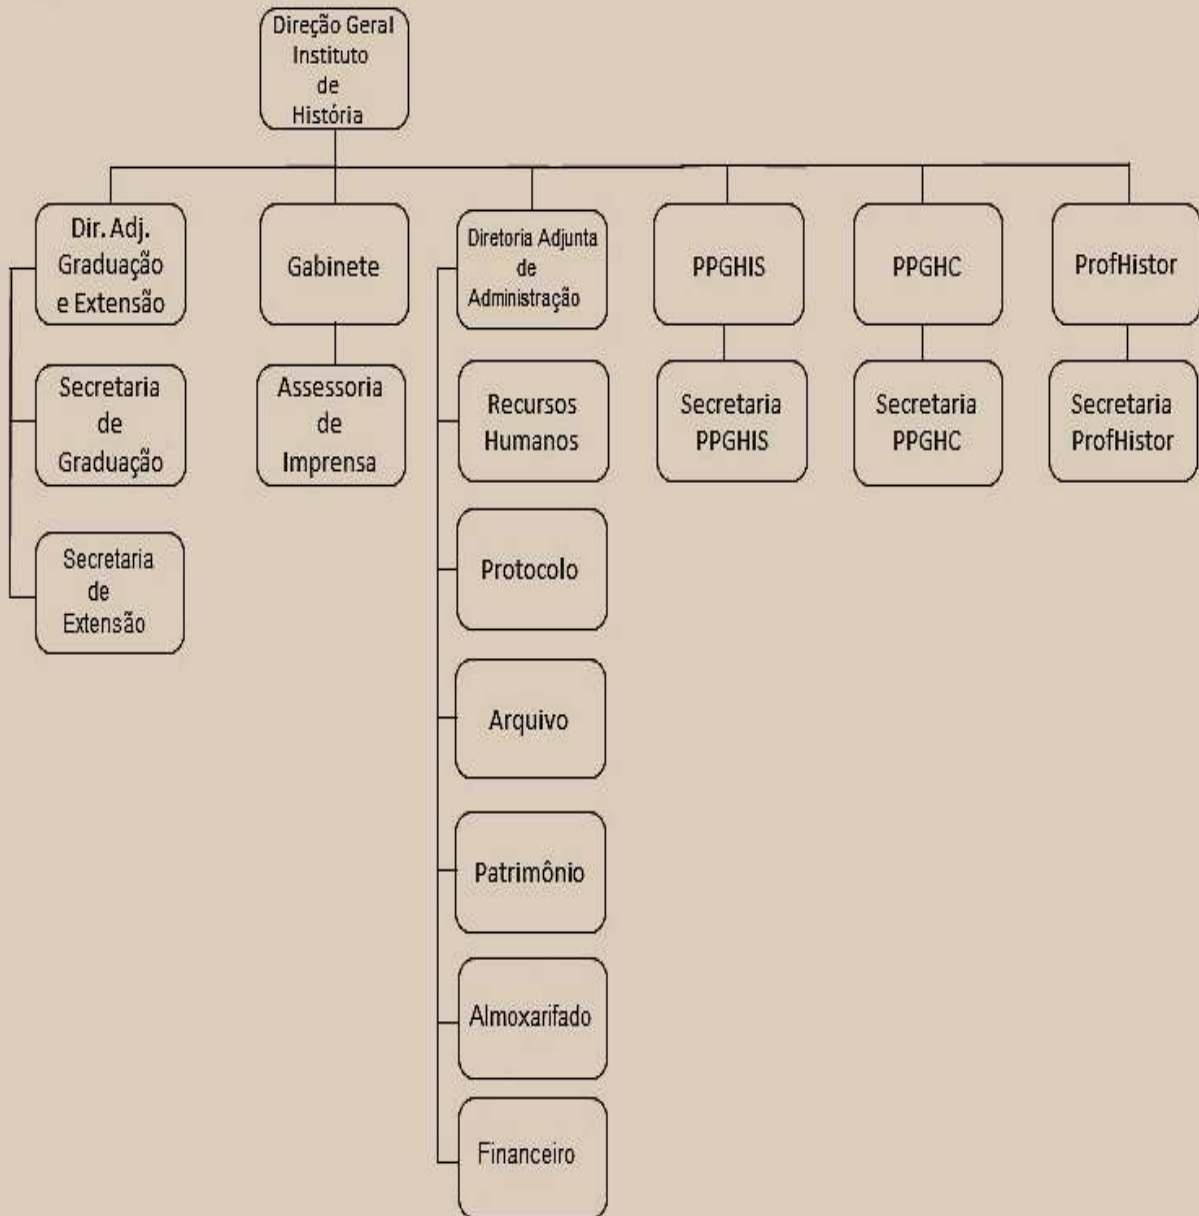 Direção Geral
Instituto
de
História
Dir. Adj.
Graduação
e Extensão
Gabinete
Diretoria Adjunta
de
Administração
PPGHIS
PPGHC
ProfHistor
Secretaria
de
Graduação
Assessoria
de
Imprensa
Recursos
Humanos
Secretaria
PPGHIS
Secretaria
PPGHC
Secretaria
ProfHistor
Secretaria
de
Extensão
Protocolo
Arquivo
Patrimônio
Almoxarifado
Financeiro